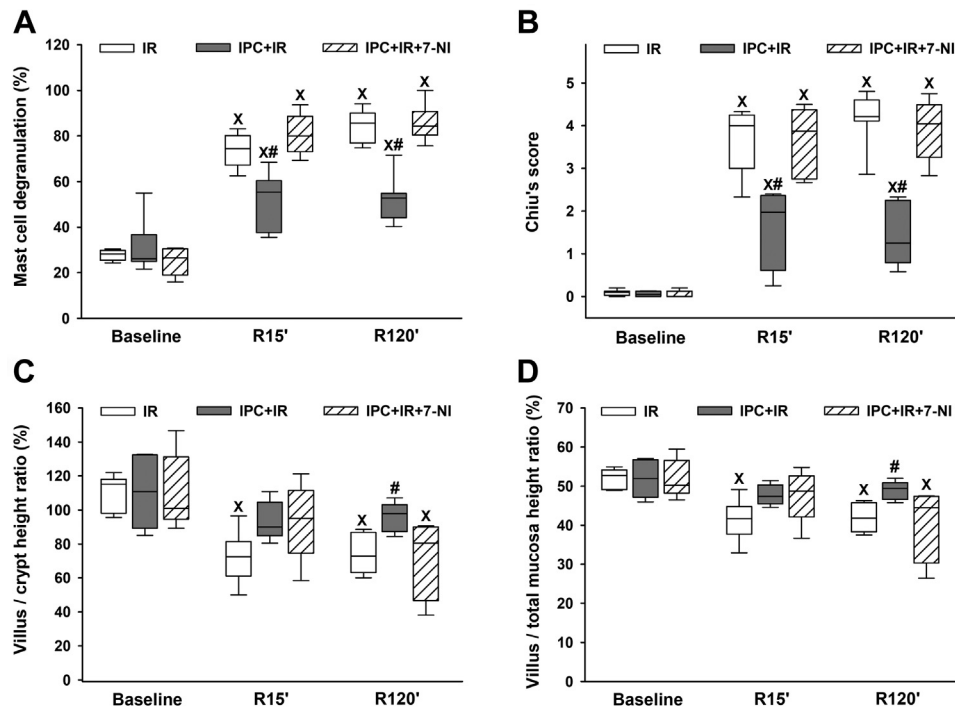 A
IR IPC+IR IPC+IR+7-NI
Mast cell degranulation (%)
120
100
80
60
40
20
0
X X# X X X# X
Baseline R15' R120'
B
IR IPC+IR IPC+IR+7-NI
Chiu's score
5
4
3
2
1
0
X X# X X X# X
Baseline R15' R120'
C
IR IPC+IR IPC+IR+7-NI
Villus / crypt height ratio (%)
160
140
120
100
80
60
40
20
0
X X # X
Baseline R15' R120'
D
IR IPC+IR IPC+IR+7-NI
Villus / total mucosa height ratio (%)
70
60
50
40
30
20
10
0
X X # X
Baseline R15' R120'